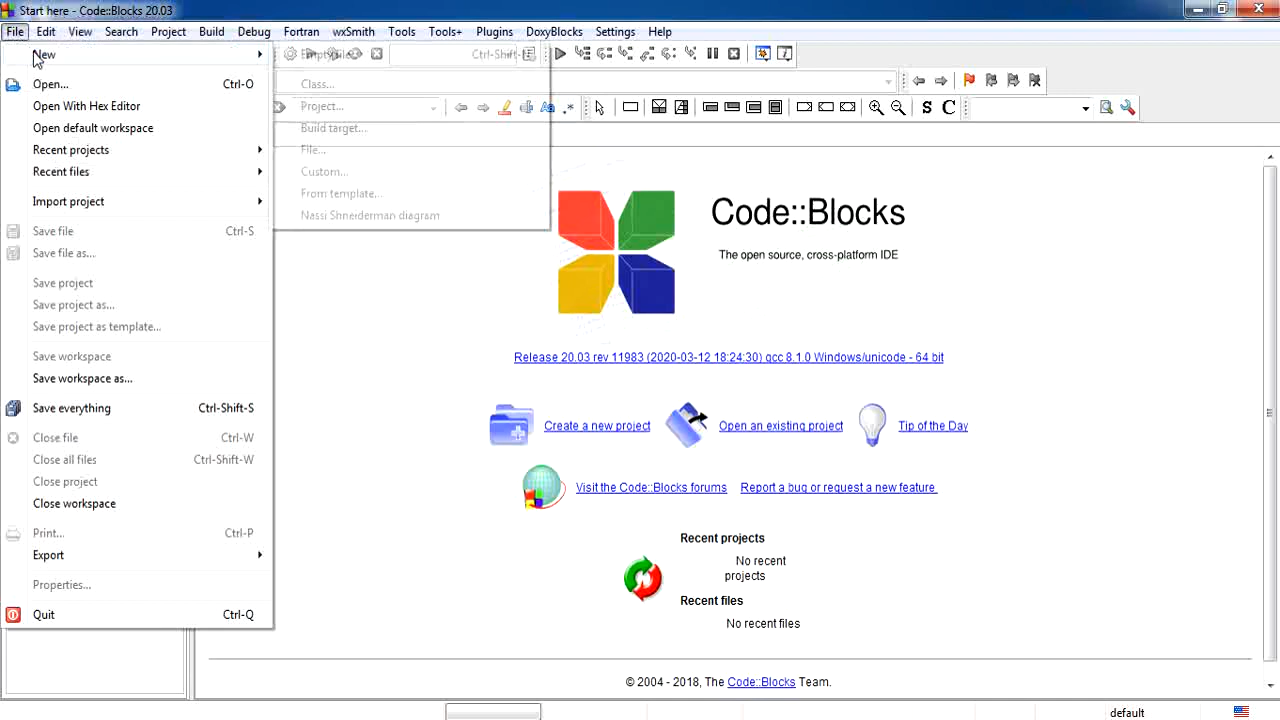 Start here - Code::Blocks 20.03
File Edit View Search Project Build Debug Fortran wxSmith Tools Tools+ Plugins DoxyBlocks Settings Help
New
Open... Ctrl-O
Open With Hex Editor
Open default workspace
Recent projects
Recent files
Import project
Save file Ctrl-S
Save file as...
Save project
Save project as...
Save project as template...
Save workspace
Save workspace as...
Save everything Ctrl-Shift-S
Close file Ctrl-W
Close all files Ctrl-Shift-W
Close project
Close workspace
Print... Ctrl-P
Export
Properties...
Quit Ctrl-Q
Empty file Ctrl-Shift-
Class...
Project...
Build target...
File...
Custom...
From template...
Nassi Shneiderman diagram
S C
Code::Blocks
The open source, cross-platform IDE
Release 20.03 rev 11983 (2020-03-12 18:24:30) gcc 8.1.0 Windows/unicode - 64 bit
Create a new project Open an existing project Tip of the Day
Visit the Code::Blocks forums Report a bug or request a new feature
Recent projects
No recent
projects
Recent files
No recent files
© 2004 - 2018, The Code::Blocks Team.
default